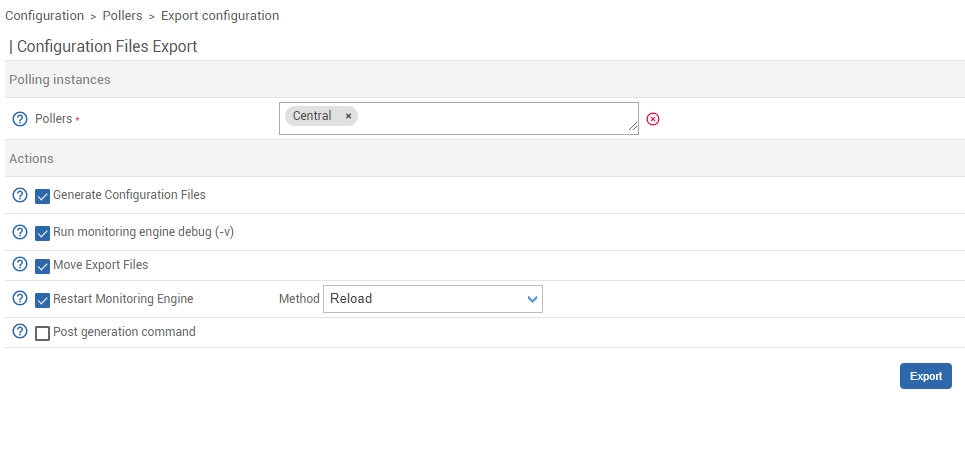 Configuration > Pollers > Export configuration
| Configuration Files Export
Polling instances
? Pollers * Central ×
Actions
? Generate Configuration Files
? Run monitoring engine debug (-v)
? Move Export Files
? Restart Monitoring Engine Method Reload
? Post generation command
Export